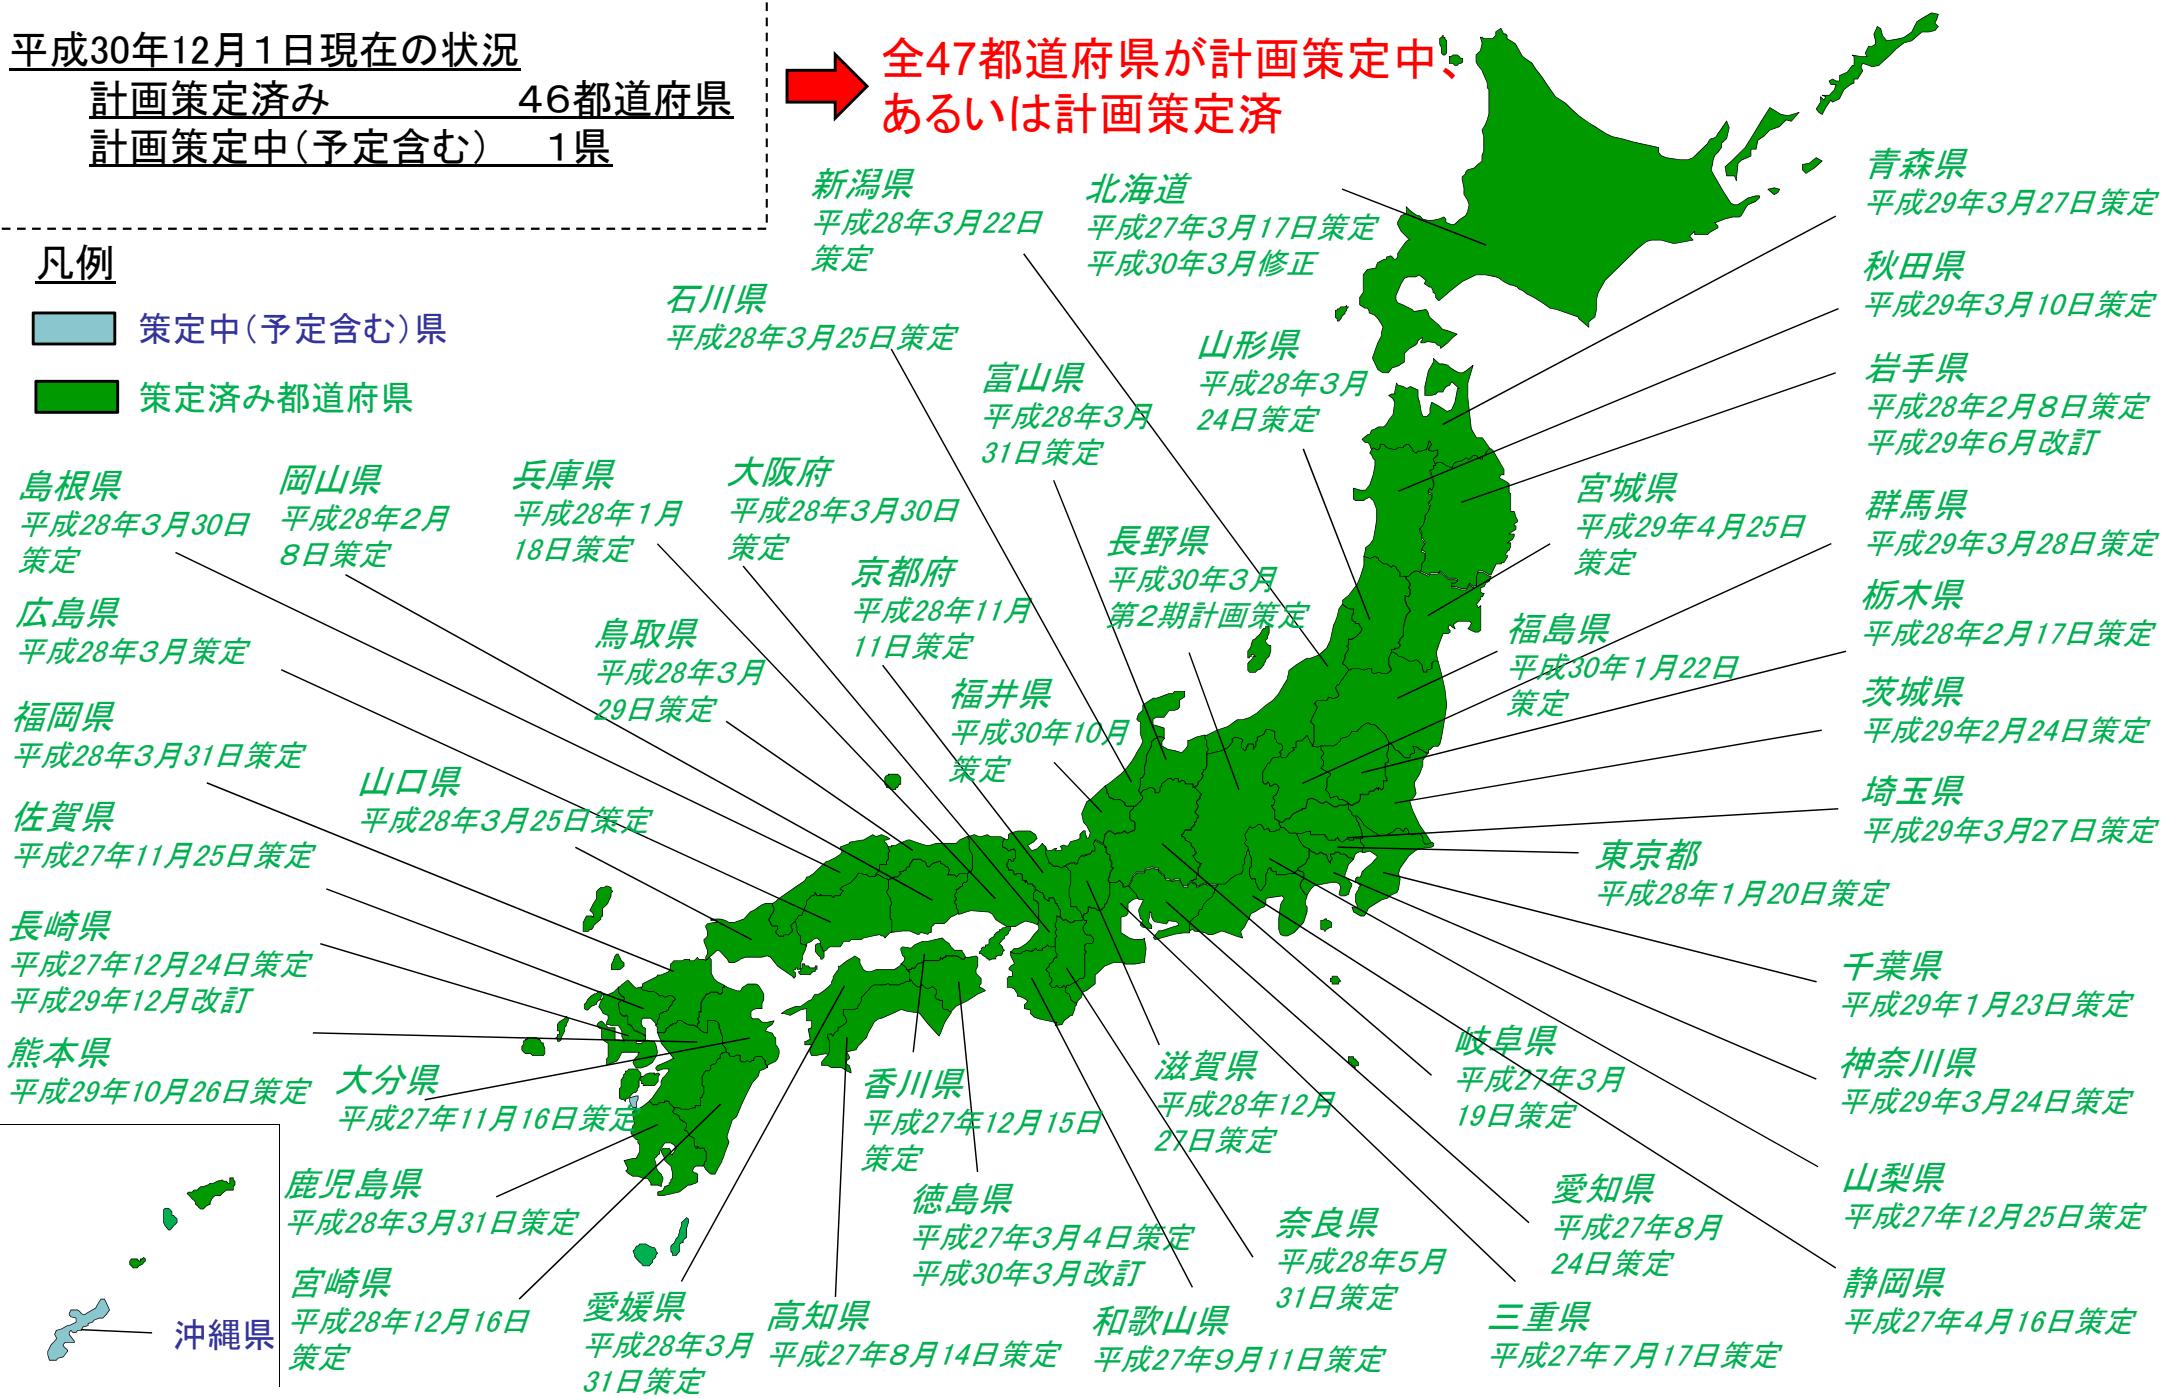 平成30年12月１日現在の状況
計画策定済み　４６都道府県
計画策定中（予定含む）　１県
全47都道府県が計画策定中、
あるいは計画策定済
凡例
策定中（予定含む）県
策定済み都道府県
新潟県
平成28年３月22日
策定
北海道
平成27年３月17日策定
平成30年３月修正
青森県
平成29年３月27日策定
秋田県
平成29年３月10日策定
石川県
平成28年３月25日策定
山形県
平成28年３月
24日策定
富山県
平成28年３月
31日策定
岩手県
平成28年２月８日策定
平成29年６月改訂
島根県
平成28年３月30日
策定
岡山県
平成28年２月
８日策定
兵庫県
平成28年１月
18日策定
大阪府
平成28年３月30日
策定
京都府
平成28年11月
11日策定
長野県
平成30年３月
第２期計画策定
宮城県
平成29年４月25日
策定
群馬県
平成29年３月28日策定
広島県
平成28年３月策定
鳥取県
平成28年３月
29日策定
福井県
平成30年10月
策定
福島県
平成30年１月22日
策定
栃木県
平成28年２月17日策定
福岡県
平成28年３月31日策定
山口県
平成28年３月25日策定
茨城県
平成29年２月24日策定
佐賀県
平成27年11月25日策定
埼玉県
平成29年３月２７日策定
東京都
平成28年１月20日策定
長崎県
平成27年12月24日策定
平成29年12月改訂
千葉県
平成29年１月23日策定
熊本県
平成29年10月26日策定
大分県
平成27年11月16日策定
香川県
平成27年12月15日
策定
滋賀県
平成28年12月
27日策定
岐阜県
平成27年３月
19日策定
神奈川県
平成29年３月24日策定
鹿児島県
平成28年３月31日策定
徳島県
平成27年３月４日策定
平成30年３月改訂
奈良県
平成28年５月
31日策定
愛知県
平成27年８月
24日策定
山梨県
平成27年12月25日策定
宮崎県
平成28年12月16日
策定
愛媛県
平成28年３月
31日策定
高知県
平成27年８月14日策定
和歌山県
平成27年９月11日策定
三重県
平成27年７月17日策定
静岡県
平成27年４月16日策定
沖縄県